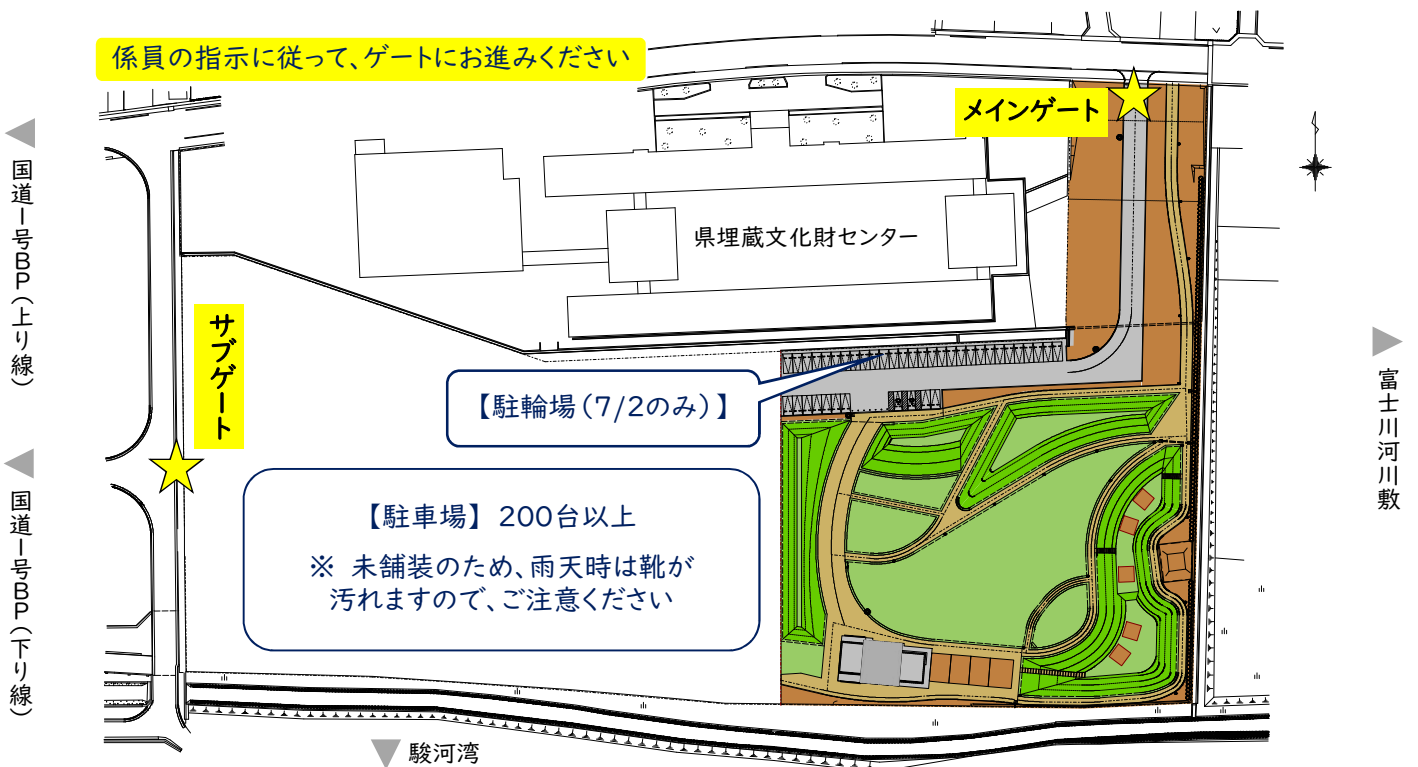 係員の指示に従って、ゲートにお進みください
メインゲート
国道一号BP(上り線)
県埋蔵文化財センター
サブゲート
【駐輪場(7/2のみ)】
富士川河川敷
国道一号BP(下り線)
【駐車場】 200台以上
※ 未舗装のため、雨天時は靴が
汚れますので、ご注意ください
駿河湾